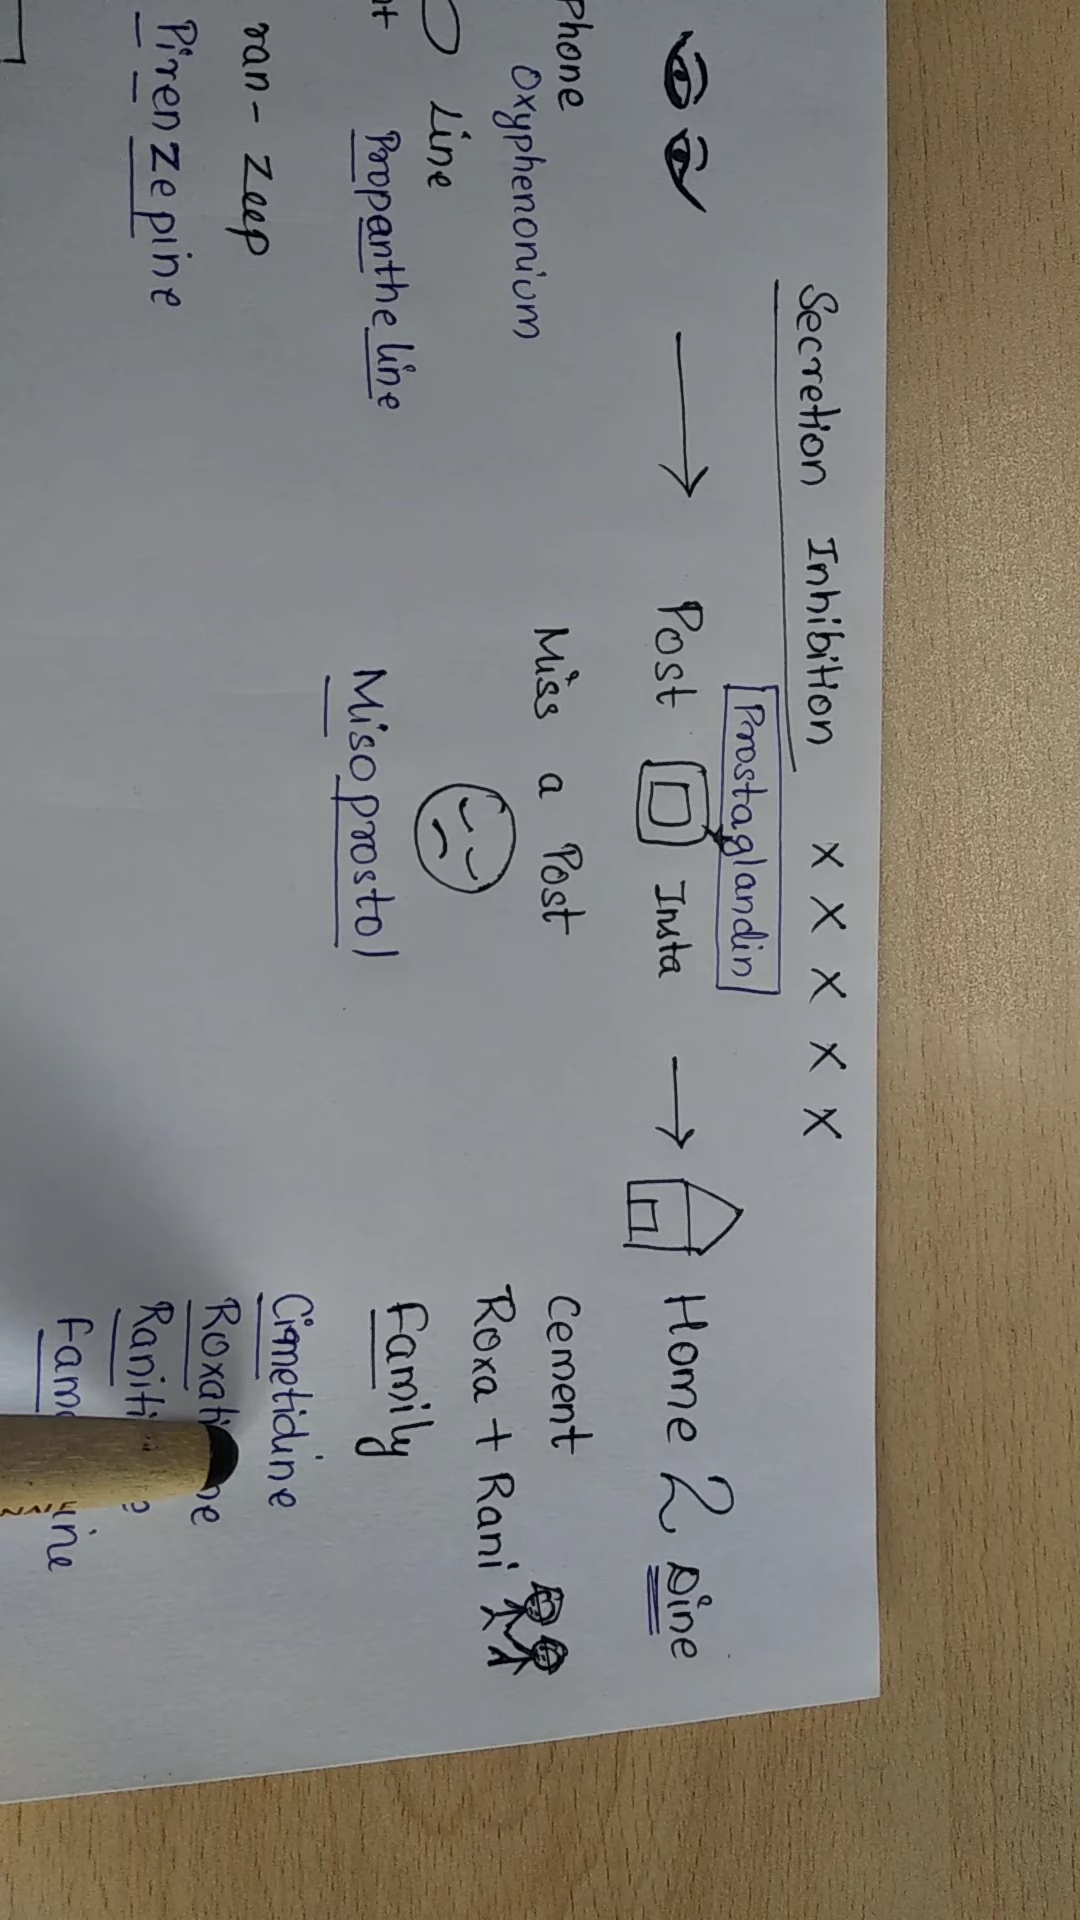 Secretion Inhibition X X X X X
Prostaglandin
Post Insta
Home 2 Dine
Phone
Oxyphenonium
Line
Propantheline
ran- Zeep
Pirenzepine
Miss a Post
Misoprostol
Cement
Roxa + Rani
Family
Cimetidine